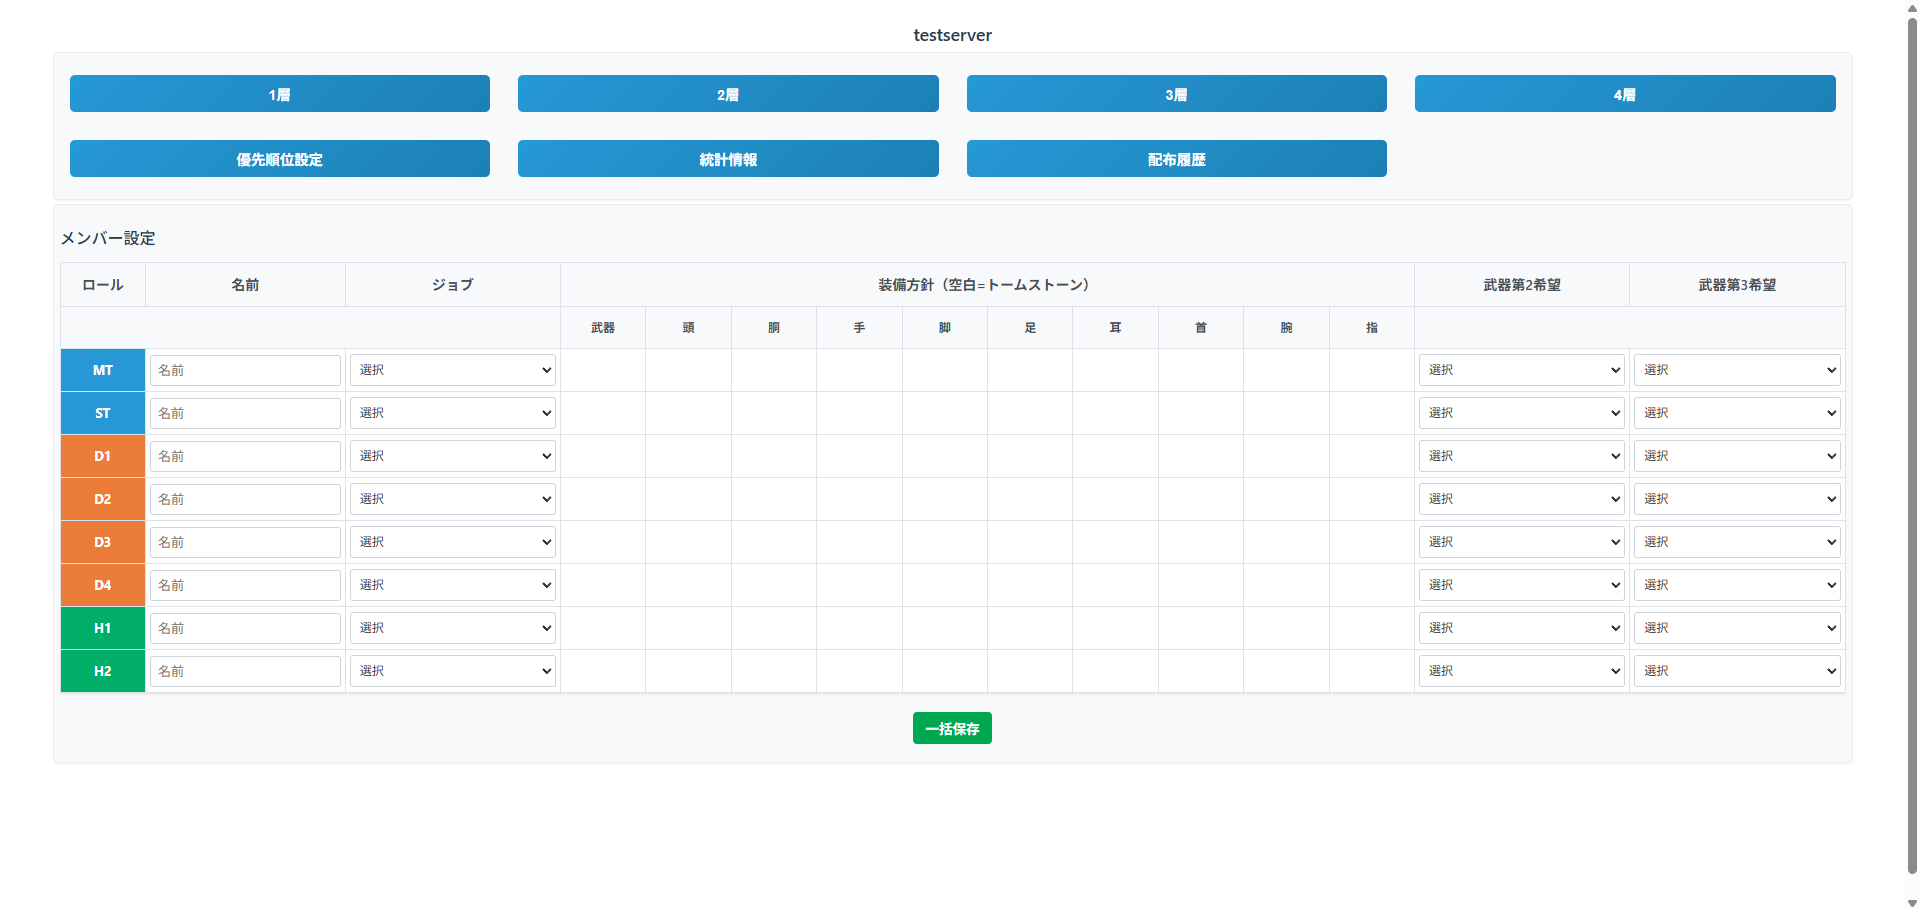 testserver
1層 2層 3層 4層
優先順位設定 統計情報 配布履歴
メンバー設定
ロール 名前 ジョブ 装備方針（空白=トームストーン） 武器第2希望 武器第3希望
武器 頭 胴 手 脚 足 耳 首 腕 指
MT 名前 選択 選択 選択
ST 名前 選択 選択 選択
D1 名前 選択 選択 選択
D2 名前 選択 選択 選択
D3 名前 選択 選択 選択
D4 名前 選択 選択 選択
H1 名前 選択 選択 選択
H2 名前 選択 選択 選択
一括保存